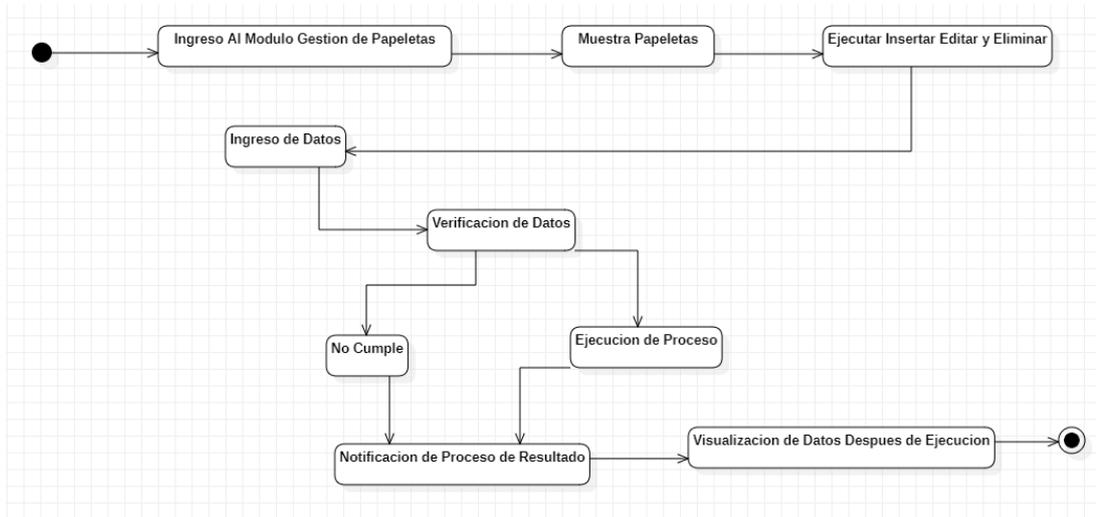 Ingreso Al Modulo Gestion de Papeletas
Muestra Papeletas
Ejecutar Insertar Editar y Eliminar
Ingreso de Datos
Verificacion de Datos
No Cumple
Ejecucion de Proceso
Notificacion de Proceso de Resultado
Visualizacion de Datos Despues de Ejecucion